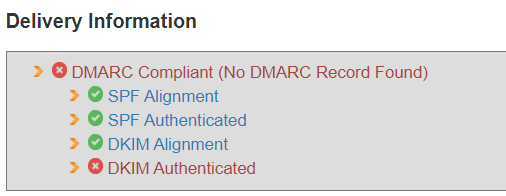 Delivery Information
DMARC Compliant (No DMARC Record Found)
SPF Alignment
SPF Authenticated
DKIM Alignment
DKIM Authenticated